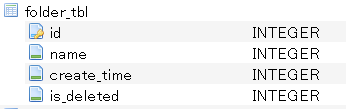 folder_tbl
id INTEGER
name INTEGER
create_time INTEGER
is_deleted INTEGER